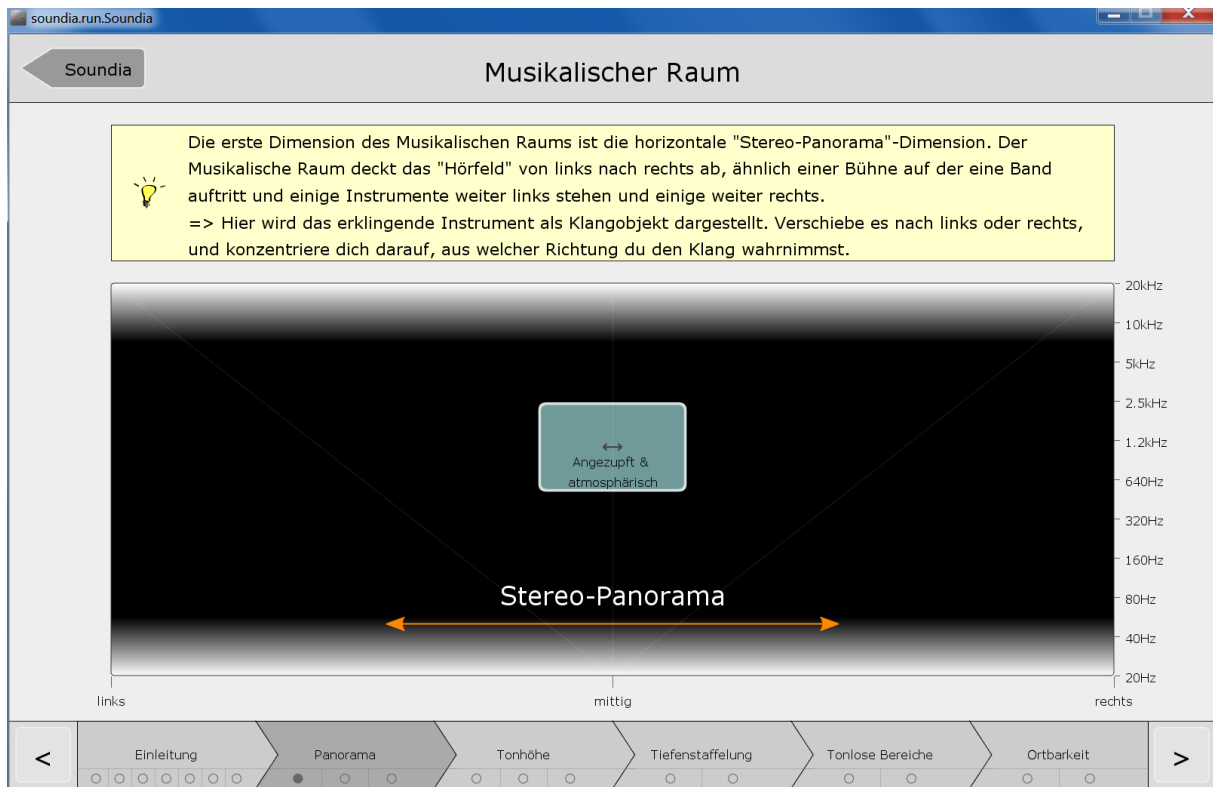 soundia.run.Soundia
Soundia
Musikalischer Raum
Die erste Dimension des Musikalischen Raums ist die horizontale "Stereo-Panorama"-Dimension. Der
Musikalische Raum deckt das "Hörfeld" von links nach rechts ab, ähnlich einer Bühne auf der eine Band
auftritt und einige Instrumente weiter links stehen und einige weiter rechts.
=> Hier wird das erklingende Instrument als Klangobjekt dargestellt. Verschiebe es nach links oder rechts,
und konzentriere dich darauf, aus welcher Richtung du den Klang wahrnimmst.
20kHz
10kHz
5kHz
2.5kHz
1.2kHz
640Hz
320Hz
160Hz
80Hz
40Hz
20Hz
Angezupft &
atmosphärisch
Stereo-Panorama
links
mittig
rechts
<
Einleitung
Panorama
Tonhöhe
Tiefenstaffelung
Tonlose Bereiche
Ortbarkeit
>